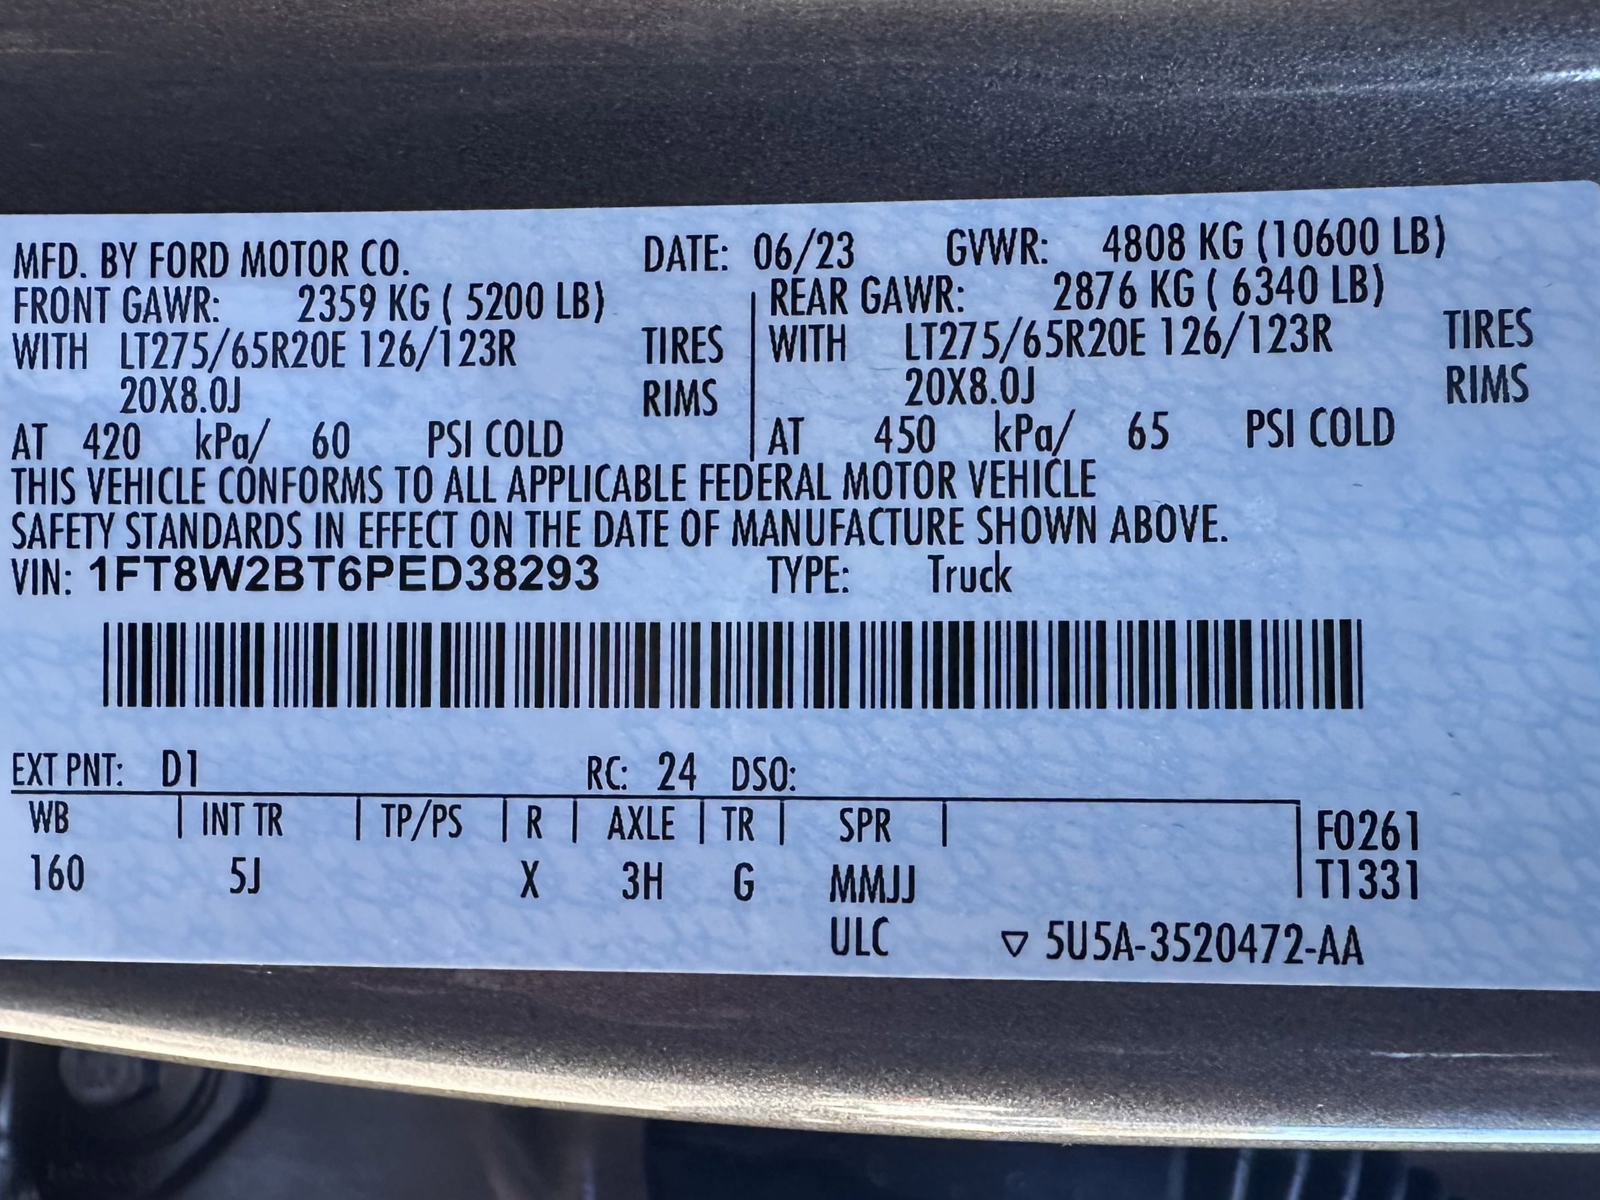 MFD. BY FORD MOTOR CO. DATE: 06/23 GVWR: 4808 KG (10600 LB)
FRONT GAWR: 2359 KG ( 5200 LB) REAR GAWR: 2876 KG ( 6340 LB)
WITH LT275/65R20E 126/123R TIRES WITH LT275/65R20E 126/123R TIRES
20X8.0J RIMS 20X8.0J RIMS
AT 420 kPa/ 60 PSI COLD AT 450 kPa/ 65 PSI COLD
THIS VEHICLE CONFORMS TO ALL APPLICABLE FEDERAL MOTOR VEHICLE
SAFETY STANDARDS IN EFFECT ON THE DATE OF MANUFACTURE SHOWN ABOVE.
VIN: 1FT8W2BT6PED38293 TYPE: Truck
EXT PNT: D1 RC: 24 DSO:
WB INT TR TP/PS R AXLE TR SPR F0261
160 5J X 3H G MMJJ T1331
ULC ▽ 5U5A-3520472-AA